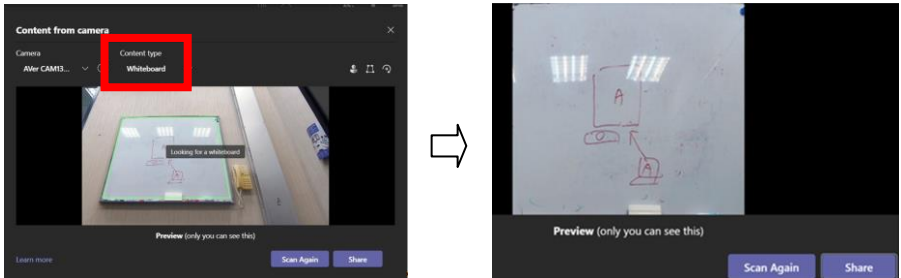 Content from camera
Camera
Content type
AVer CAM13...
Whiteboard
Looking for a whiteboard
A
Preview (only you can see this)
Learn more
Scan Again
Share
A
A
Preview (only you can see this)
Scan Again
Share